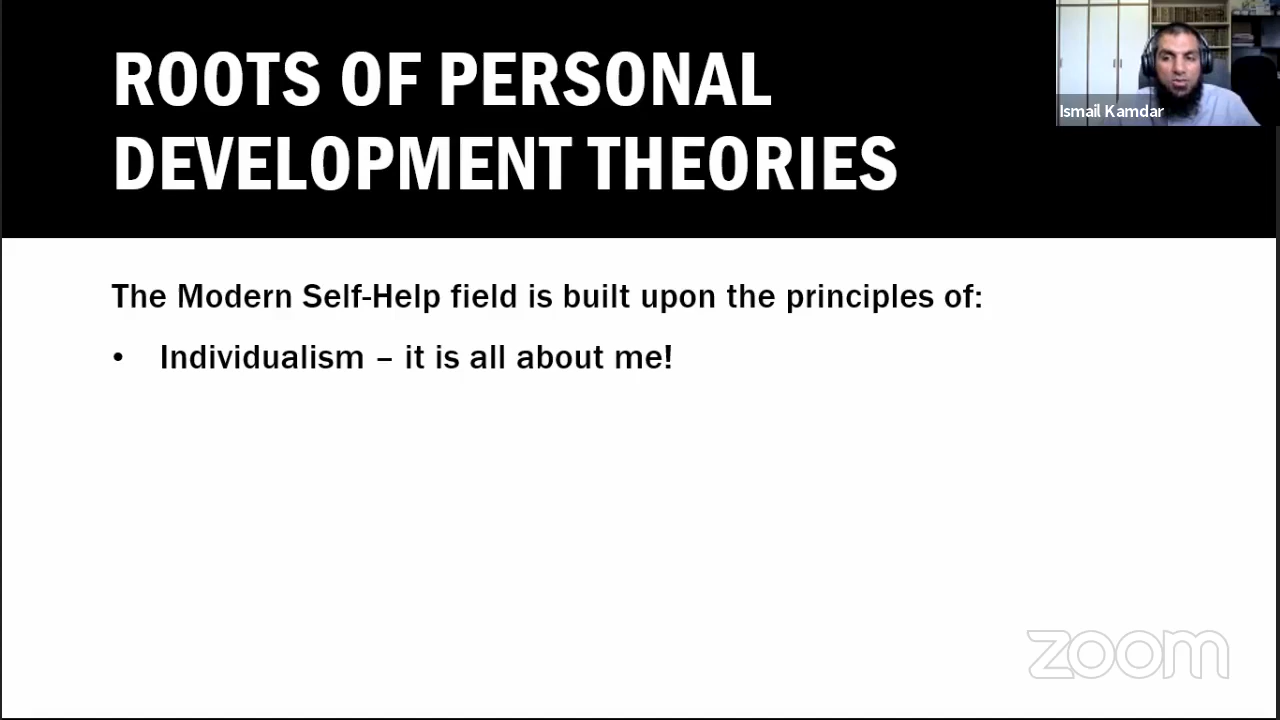 ROOTS OF PERSONAL
DEVELOPMENT THEORIES
Ismail Kamdar
The Modern Self-Help field is built upon the principles of:
• Individualism – it is all about me!
zoom